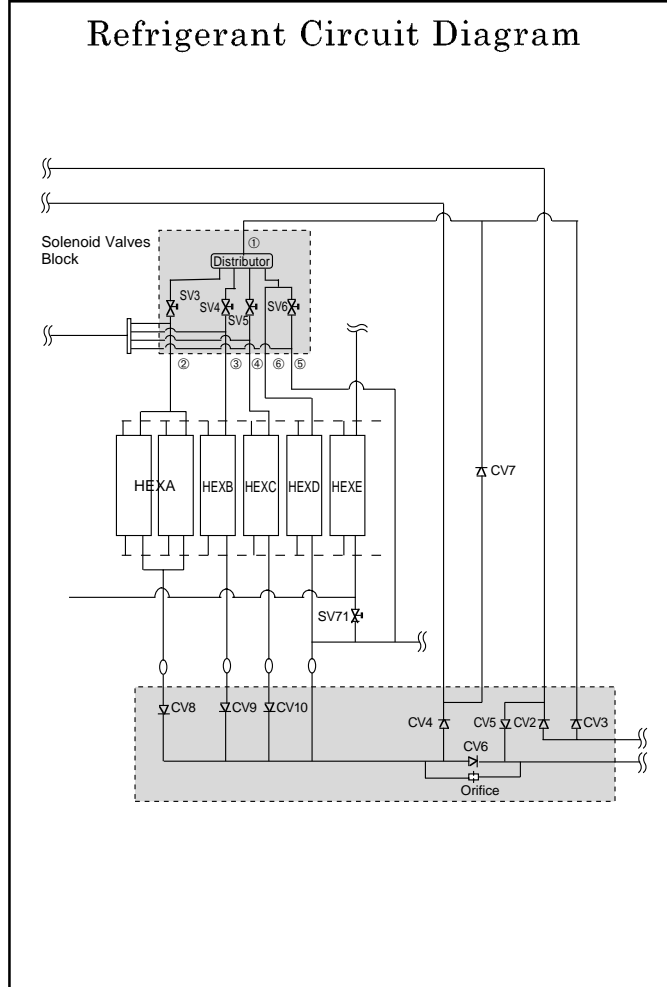 Refrigerant Circuit Diagram
Solenoid Valves
Block
①
Distributor
SV3
SV4
SV5
SV6
②
③
④
⑥
⑤
HEXA
HEXB
HEXC
HEXD
HEXE
CV7
SV71
CV8
CV9
CV10
CV4
CV5
CV2
CV3
CV6
Orifice